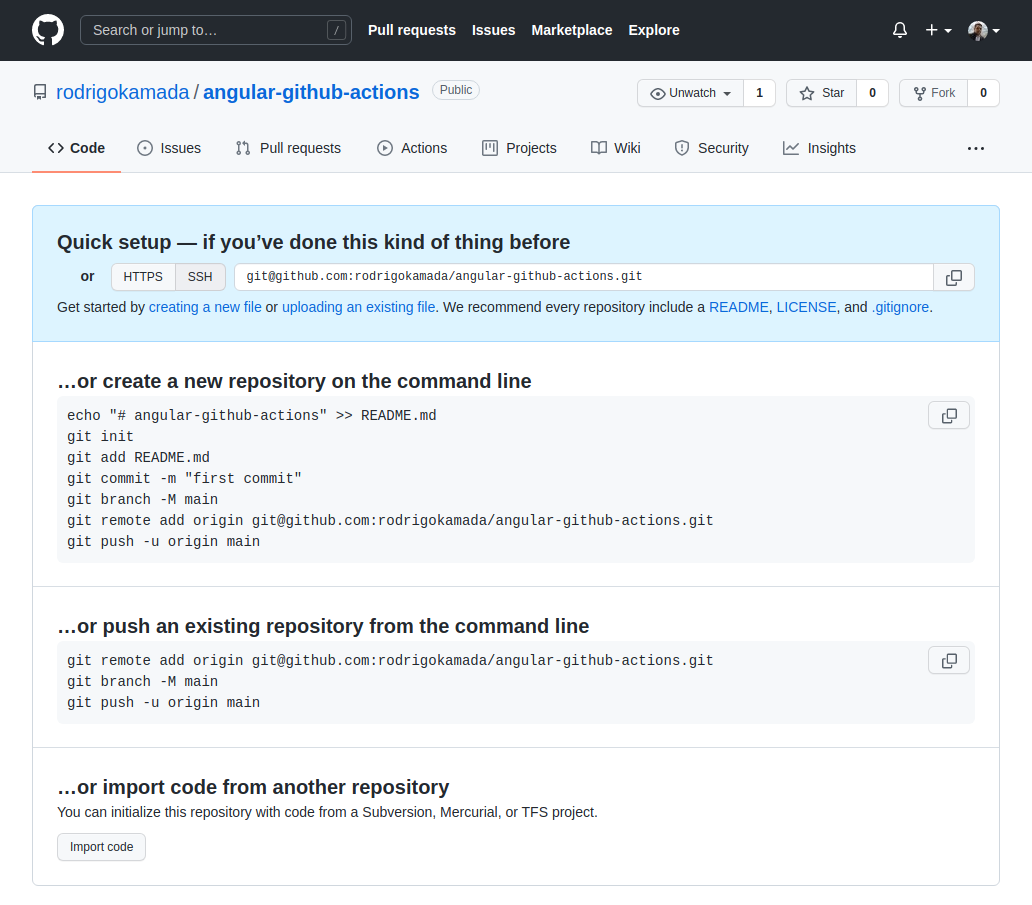 Search or jump to… / Pull requests Issues Marketplace Explore
rodrigokamada / angular-github-actions Public Unwatch 1 Star 0 Fork 0
Code Issues Pull requests Actions Projects Wiki Security Insights
Quick setup — if you’ve done this kind of thing before
or HTTPS SSH git@github.com:rodrigokamada/angular-github-actions.git
Get started by creating a new file or uploading an existing file. We recommend every repository include a README, LICENSE, and .gitignore.
…or create a new repository on the command line
echo "# angular-github-actions" >> README.md
git init
git add README.md
git commit -m "first commit"
git branch -M main
git remote add origin git@github.com:rodrigokamada/angular-github-actions.git
git push -u origin main
…or push an existing repository from the command line
git remote add origin git@github.com:rodrigokamada/angular-github-actions.git
git branch -M main
git push -u origin main
…or import code from another repository
You can initialize this repository with code from a Subversion, Mercurial, or TFS project.
Import code